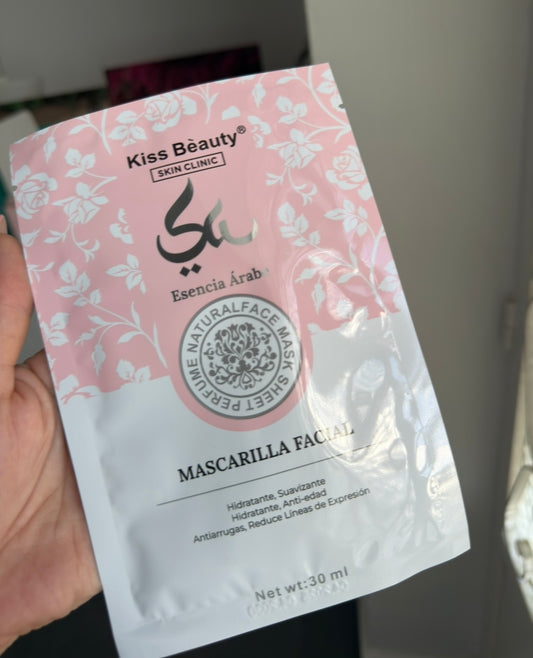 Kiss Bèauty®
SKIN CLINIC
Esencia Árabe
NATURALFACE MASK SHEET PERFUME
MASCARILLA FACIAL
Hidratante, Suavizante
Hidratante, Anti-edad
Antiarrugas, Reduce Líneas de Expresión
Net wt:30 ml